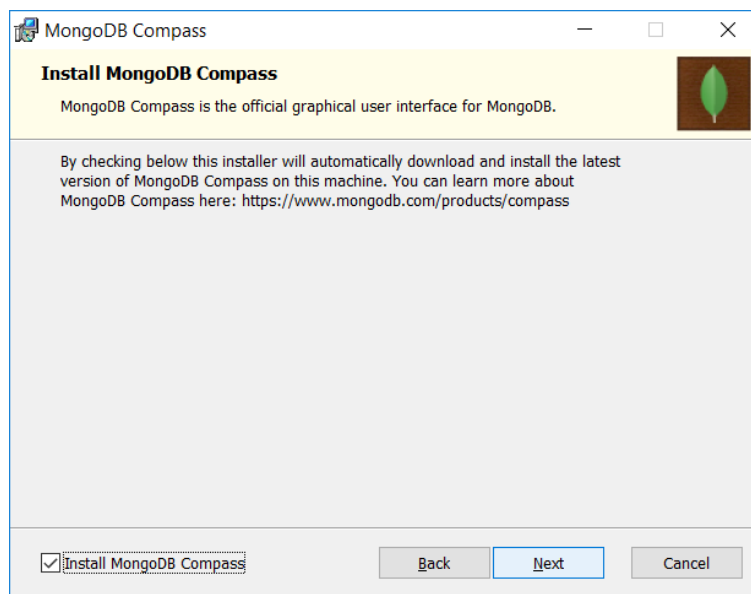 MongoDB Compass
Install MongoDB Compass
MongoDB Compass is the official graphical user interface for MongoDB.
By checking below this installer will automatically download and install the latest
version of MongoDB Compass on this machine. You can learn more about
MongoDB Compass here: https://www.mongodb.com/products/compass
Install MongoDB Compass Back Next Cancel